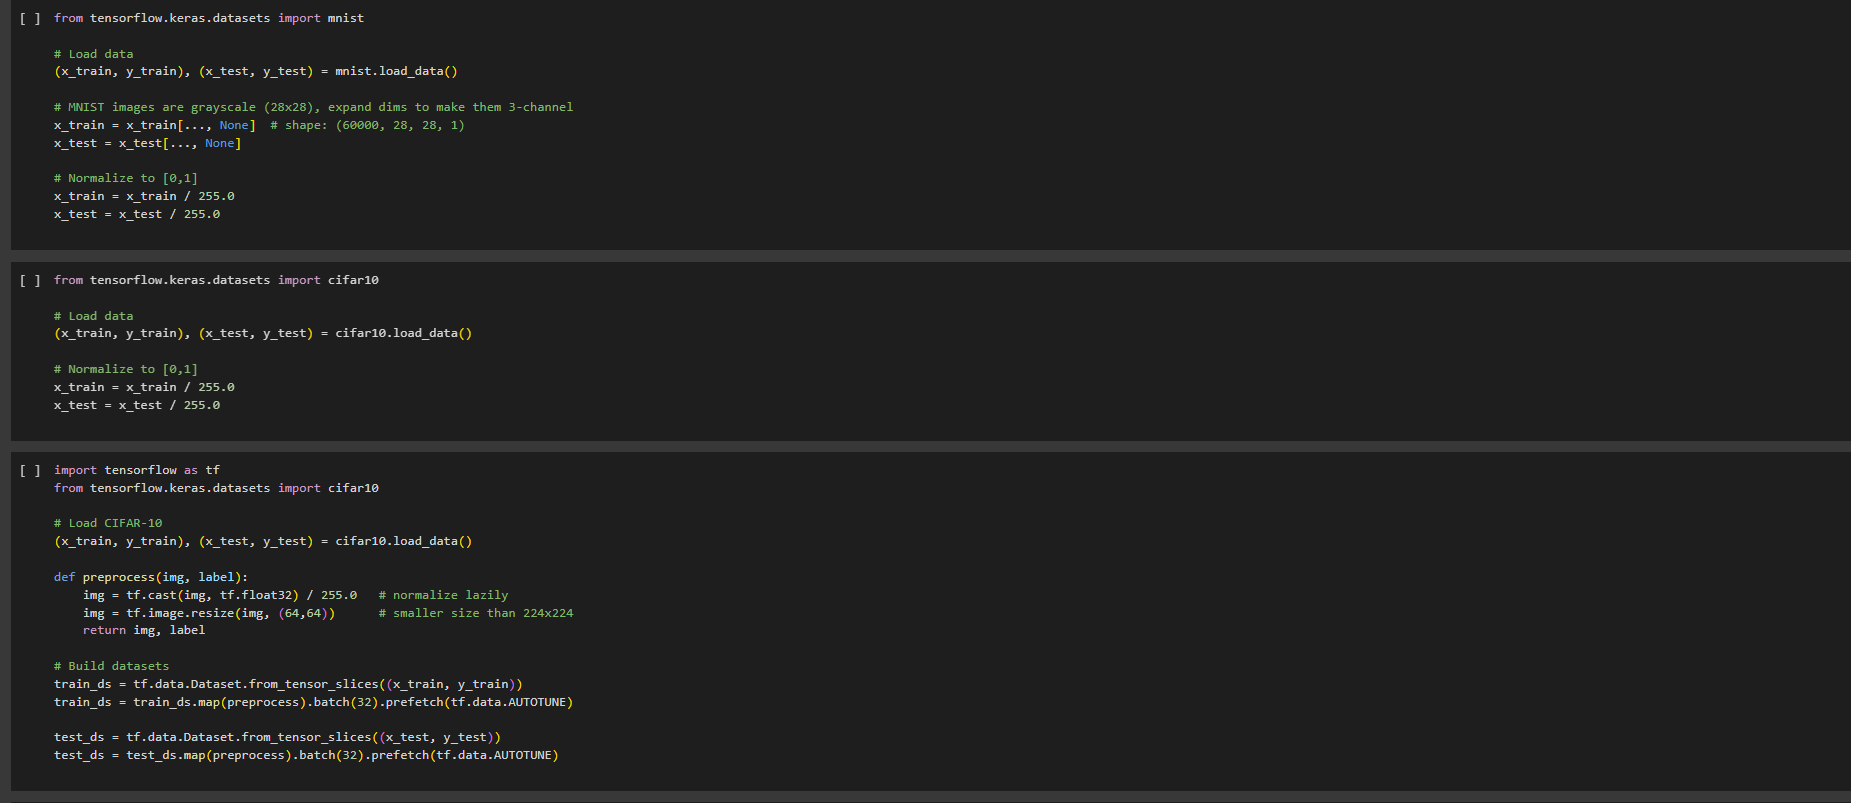 [ ] from tensorflow.keras.datasets import mnist
# Load data
(x_train, y_train), (x_test, y_test) = mnist.load_data()
# MNIST images are grayscale (28x28), expand dims to make them 3-channel
x_train = x_train[..., None]  # shape: (60000, 28, 28, 1)
x_test = x_test[..., None]
# Normalize to [0,1]
x_train = x_train / 255.0
x_test = x_test / 255.0
[ ] from tensorflow.keras.datasets import cifar10
# Load data
(x_train, y_train), (x_test, y_test) = cifar10.load_data()
# Normalize to [0,1]
x_train = x_train / 255.0
x_test = x_test / 255.0
[ ] import tensorflow as tf
from tensorflow.keras.datasets import cifar10
# Load CIFAR-10
(x_train, y_train), (x_test, y_test) = cifar10.load_data()
def preprocess(img, label):
    img = tf.cast(img, tf.float32) / 255.0   # normalize lazily
    img = tf.image.resize(img, (64,64))      # smaller size than 224x224
    return img, label
# Build datasets
train_ds = tf.data.Dataset.from_tensor_slices((x_train, y_train))
train_ds = train_ds.map(preprocess).batch(32).prefetch(tf.data.AUTOTUNE)
test_ds = tf.data.Dataset.from_tensor_slices((x_test, y_test))
test_ds = test_ds.map(preprocess).batch(32).prefetch(tf.data.AUTOTUNE)